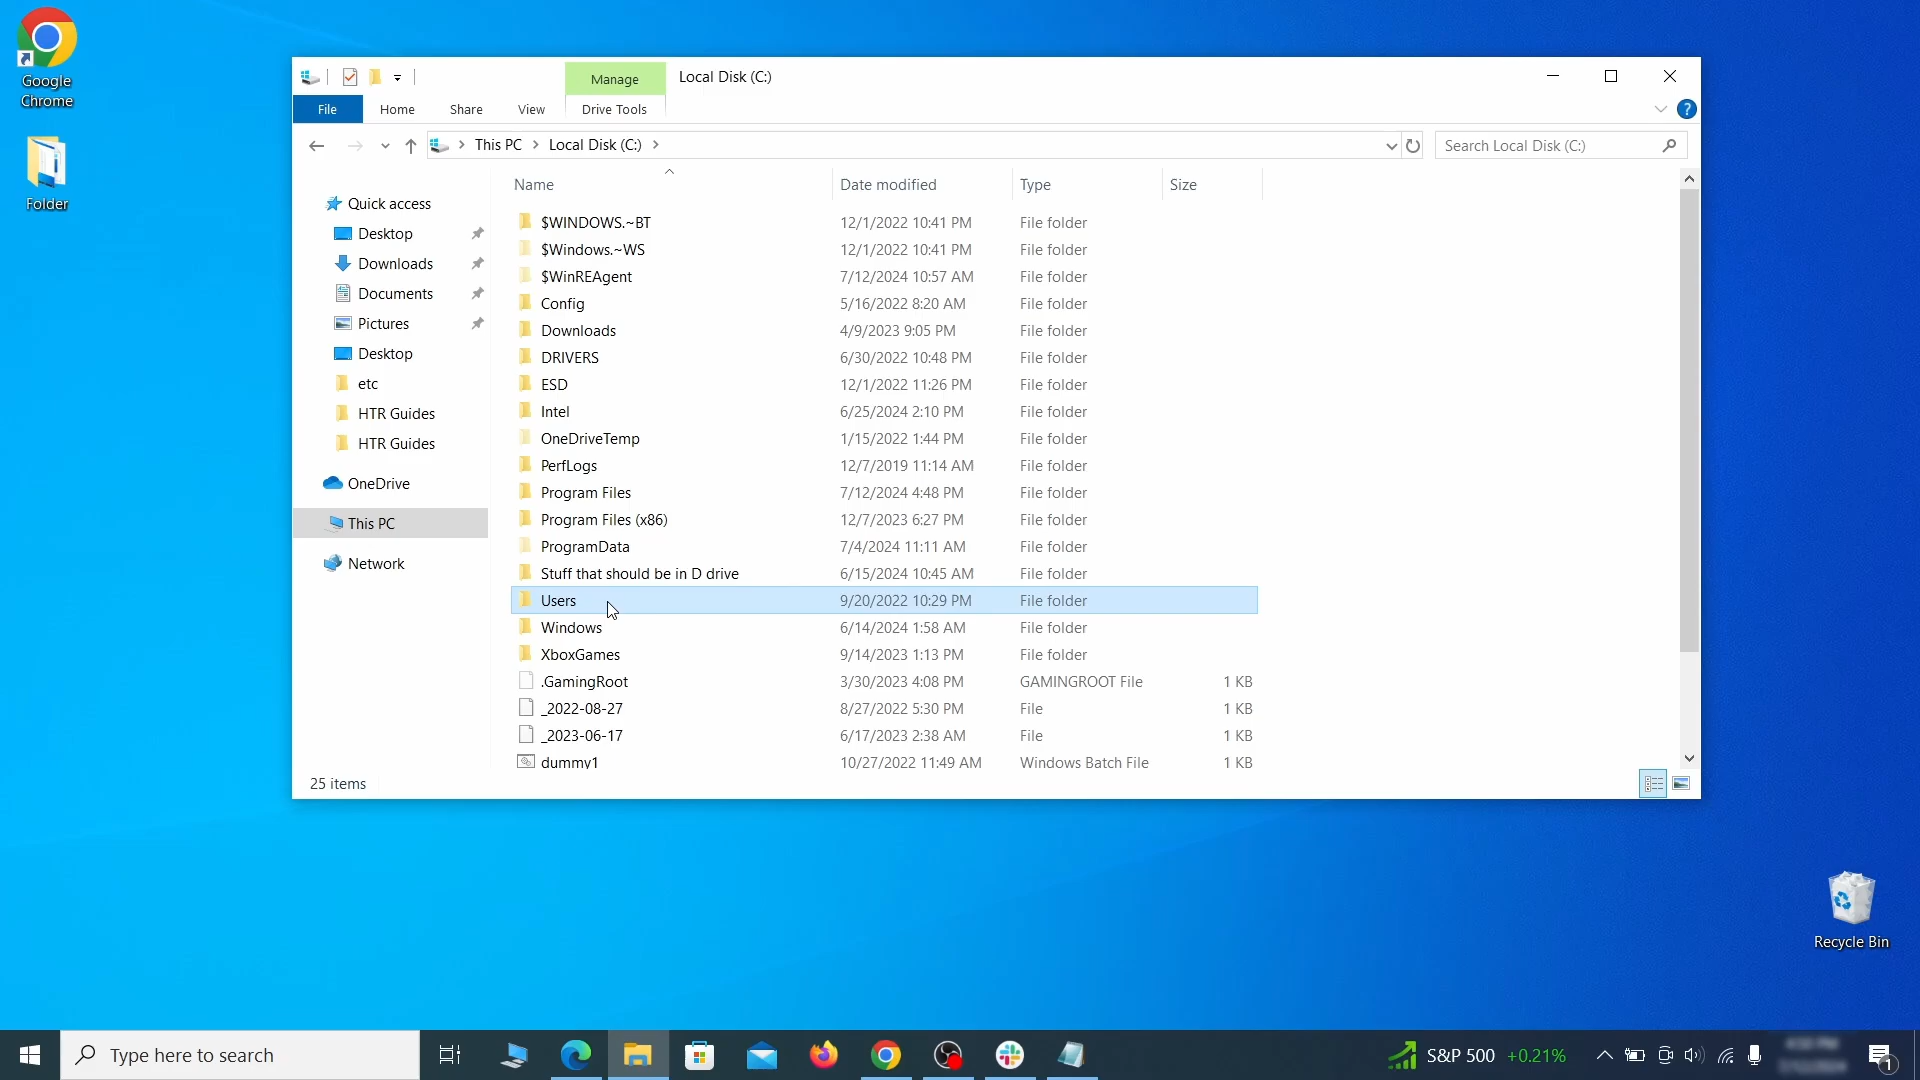 Google
Chrome
Folder
Manage
Local Disk (C:)
File
Home
Share
View
Drive Tools
?
This PC
Local Disk (C:)
Search Local Disk (C:)
Name
Date modified
Type
Size
Quick access
Desktop
Downloads
Documents
Pictures
Desktop
etc
HTR Guides
HTR Guides
OneDrive
This PC
Network
$WINDOWS.~BT 12/1/2022 10:41 PM File folder
$Windows.~WS 12/1/2022 10:41 PM File folder
$WinREAgent 7/12/2024 10:57 AM File folder
Config 5/16/2022 8:20 AM File folder
Downloads 4/9/2023 9:05 PM File folder
DRIVERS 6/30/2022 10:48 PM File folder
ESD 12/1/2022 11:26 PM File folder
Intel 6/25/2024 2:10 PM File folder
OneDriveTemp 1/15/2022 1:44 PM File folder
PerfLogs 12/7/2019 11:14 AM File folder
Program Files 7/12/2024 4:48 PM File folder
Program Files (x86) 12/7/2023 6:27 PM File folder
ProgramData 7/4/2024 11:11 AM File folder
Stuff that should be in D drive 6/15/2024 10:45 AM File folder
Users 9/20/2022 10:29 PM File folder
Windows 6/14/2024 1:58 AM File folder
XboxGames 9/14/2023 1:13 PM File folder
.GamingRoot 3/30/2023 4:08 PM GAMINGROOT File 1 KB
_2022-08-27 8/27/2022 5:30 PM File 1 KB
_2023-06-17 6/17/2023 2:38 AM File 1 KB
dummy1 10/27/2022 11:49 AM Windows Batch File 1 KB
25 items
Recycle Bin
Type here to search
S&P 500 +0.21%
1